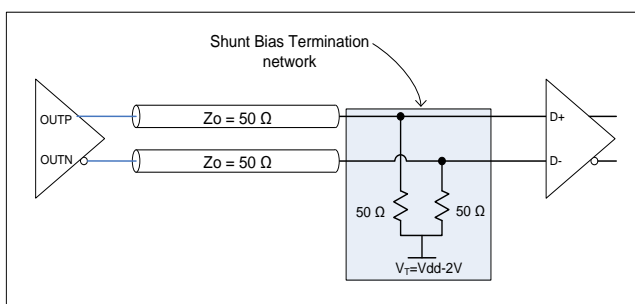 Shunt Bias Termination
network
OUTP
Zo = 50 Ω
D+
OUTN
Zo = 50 Ω
D-
50 Ω
50 Ω
VT=Vdd-2V